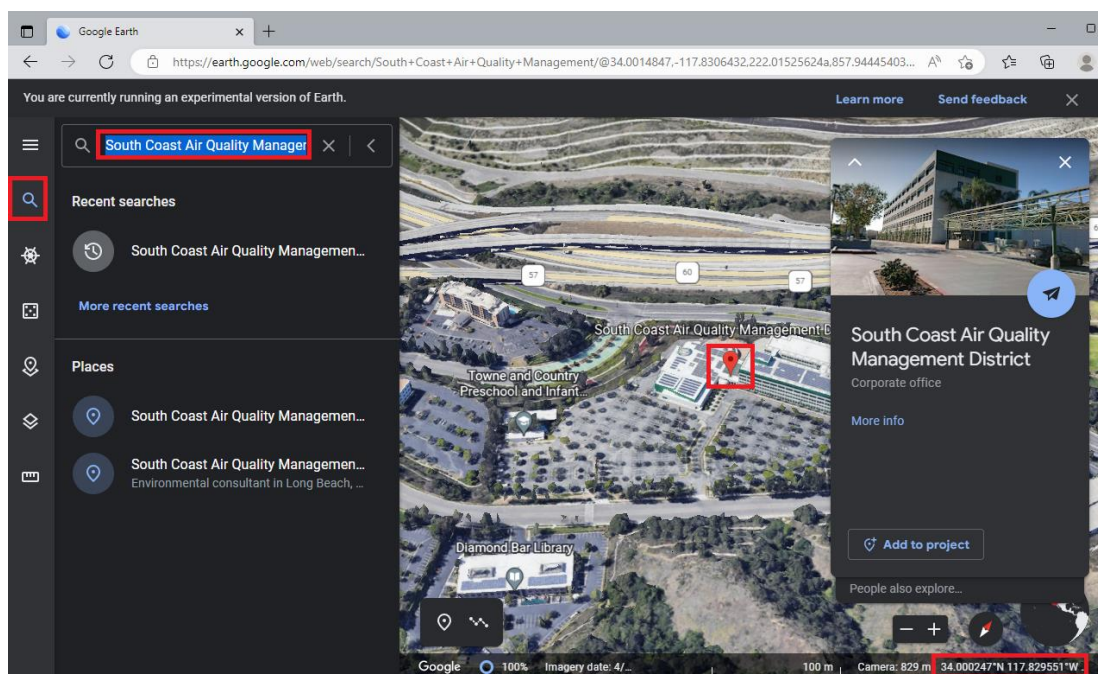 Google Earth
https://earth.google.com/web/search/South+Coast+Air+Quality+Management/@34.0014847,-117.8306432,222.01525624a,857.94445403...
You are currently running an experimental version of Earth.
Learn more
Send feedback
South Coast Air Quality Manager
Recent searches
South Coast Air Quality Managemen...
More recent searches
Places
South Coast Air Quality Managemen...
South Coast Air Quality Managemen...
Environmental consultant in Long Beach, ...
57
60
57
South Coast Air Quality Management D
Towne and Country
Preschool and Infant...
Diamond Bar Library
South Coast Air Quality
Management District
Corporate office
More info
Add to project
People also explore...
Google
100%
Imagery date: 4/...
100 m
Camera: 829 m
34.000247°N 117.829551°W